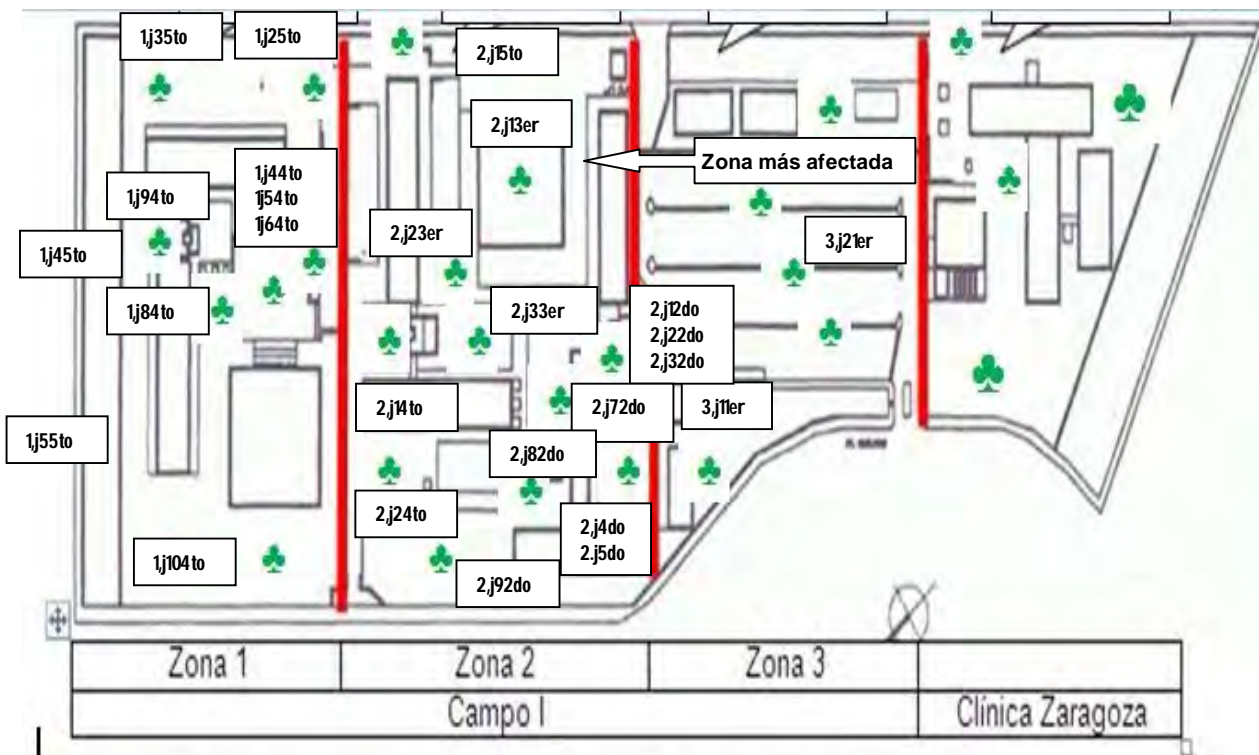 1,j35to
1,j25to
2,j15to
2,j13er
Zona más afectada
1,j44to
1j54to
1j64to
1,j94to
2,j23er
3,j21er
1,j45to
1,j84to
2,j33er
2,j12do
2,j22do
2,j32do
2,j14to
2,j72do
3,j11er
1,j55to
2,j82do
2,j24to
2,j4do
2.j5do
1,j104to
2,j92do
Zona 1
Zona 2
Zona 3
Campo I
Clínica Zaragoza